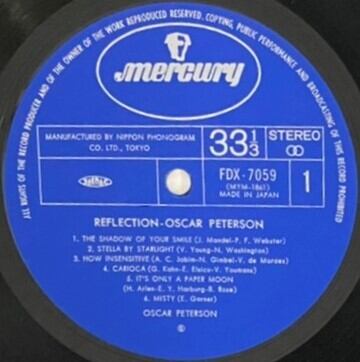 ALL RIGHTS OF THE RECORD PRODUCER AND OF THE OWNER OF THE WORK REPRODUCED RESERVED. COPYING, PUBLIC PERFORMANCE AND BROADCASTING OF THIS RECORD PROHIBITED
mercury
MANUFACTURED BY NIPPON PHONOGRAM
CO. LTD., TOKYO
33 1/3
STEREO
FDX-7059
(MYM-1861)
MADE IN JAPAN
1
REFLECTION-OSCAR PETERSON
1. THE SHADOW OF YOUR SMILE (J. Mandel-P. F. Webster)
2. STELLA BY STARLIGHT (V. Young-N. Washington)
3. HOW INSENSITIVE (A. C. Jobim-N. Gimbel-V. de Moraes)
4. CARIOCA (G. Kahn-E. Elsico-V. Youmans)
5. IT'S ONLY A PAPER MOON
(H. Arlen-E. Y. Harburg-B. Rose)
6. MISTY (E. Garner)
OSCAR PETERSON